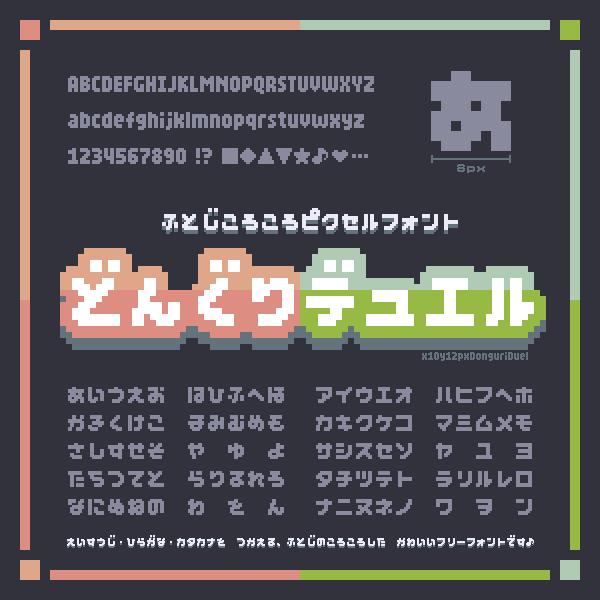 ABCDEFGHIJKLMNOPQRSTUVWXYZ
abcdefghijklmnopqrstuvwxyz
1234567890 !? ■◆▲▼★♪♥…
あ
8px
ふとじころころピクセルフォント
どんぐりデュエル
x10y12pxDonguriDuel
あいうえお はひふへほ アイウエオ ハヒフヘホ
かきくけこ まみむめも カキクケコ マミムメモ
さしすせそ や ゆ よ サシスセソ ヤ ユ ヨ
たちつてと らりるれろ タチツテト ラリルレロ
なにぬねの わ を ん ナニヌネノ ワ ヲ ン
えいすうじ・ひらがな・カタカナを つかえる、ふとじのころころした かわいいフリーフォントです♪